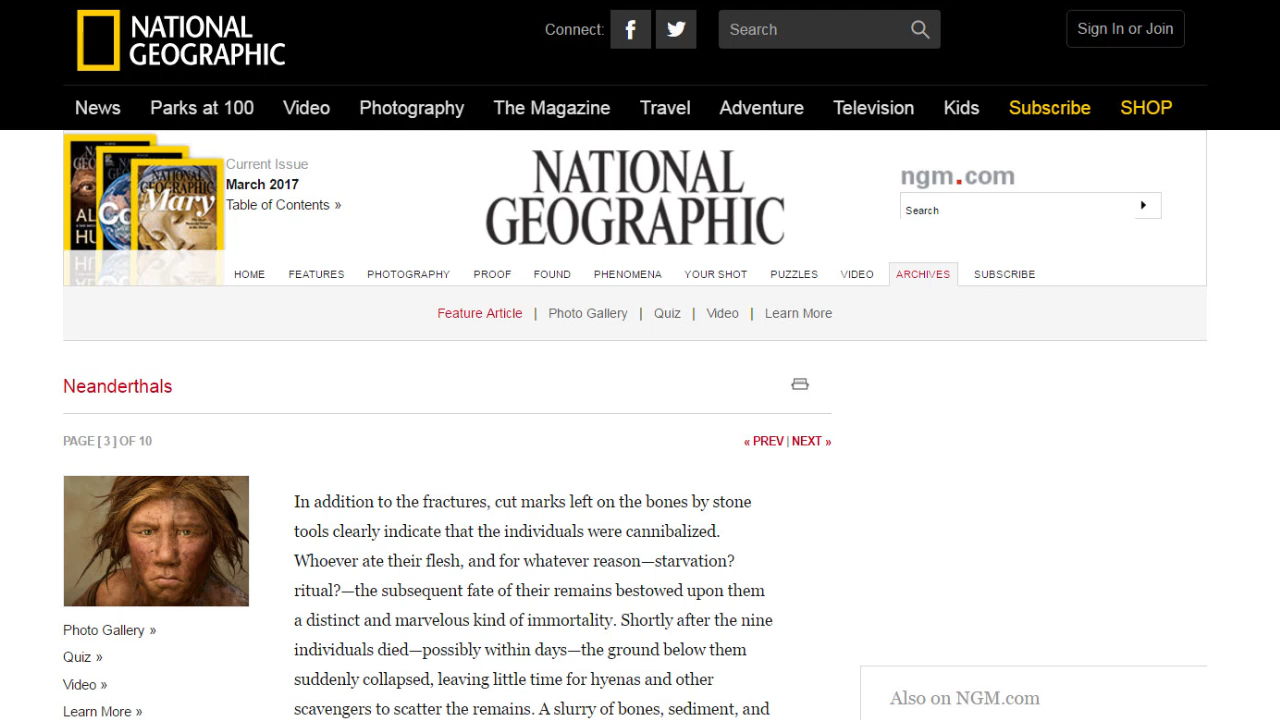 NATIONAL
GEOGRAPHIC
Connect:
Search
Sign In or Join
News Parks at 100 Video Photography The Magazine Travel Adventure Television Kids Subscribe SHOP
Current Issue
March 2017
Table of Contents »
NATIONAL
GEOGRAPHIC
Mary
NATIONAL
GEOGRAPHIC
ngm.com
Search
HOME FEATURES PHOTOGRAPHY PROOF FOUND PHENOMENA YOUR SHOT PUZZLES VIDEO ARCHIVES SUBSCRIBE
Feature Article | Photo Gallery | Quiz | Video | Learn More
Neanderthals
PAGE [ 3 ] OF 10
« PREV | NEXT »
In addition to the fractures, cut marks left on the bones by stone
tools clearly indicate that the individuals were cannibalized.
Whoever ate their flesh, and for whatever reason—starvation?
ritual?—the subsequent fate of their remains bestowed upon them
a distinct and marvelous kind of immortality. Shortly after the nine
individuals died—possibly within days—the ground below them
suddenly collapsed, leaving little time for hyenas and other
scavengers to scatter the remains. A slurry of bones, sediment, and
Photo Gallery »
Quiz »
Video »
Learn More »
Also on NGM.com